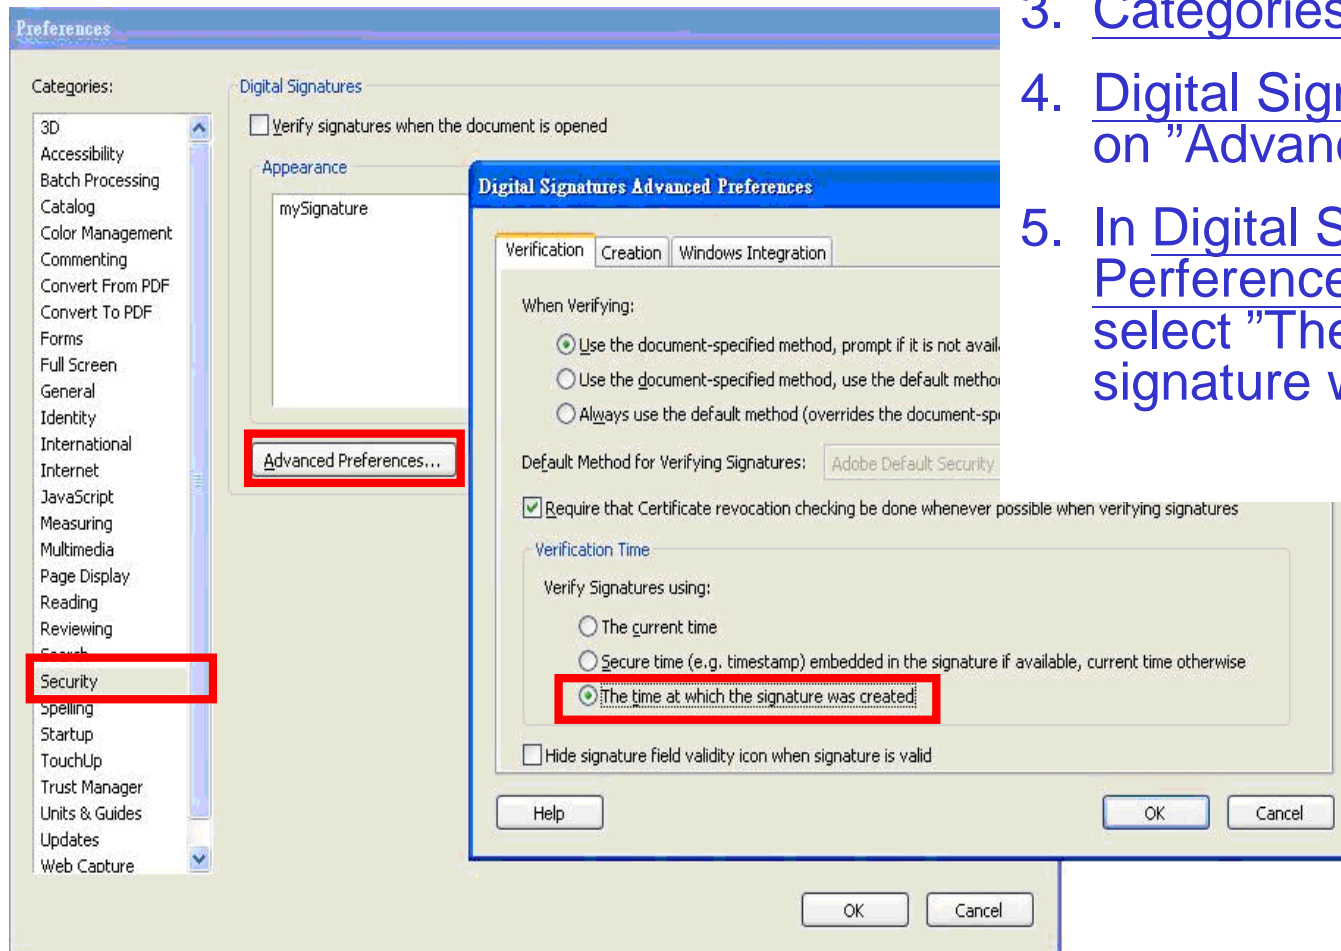 Preferences
Categories:
3D
Accessibility
Batch Processing
Catalog
Color Management
Commenting
Convert From PDF
Convert To PDF
Forms
Full Screen
General
Identity
International
Internet
JavaScript
Measuring
Multimedia
Page Display
Reading
Reviewing
Search
Security
Spelling
Startup
TouchUp
Trust Manager
Units & Guides
Updates
Web Capture
Digital Signatures
Verify signatures when the document is opened
Appearance
mySignature
Advanced Preferences...
OK
Cancel
Digital Signatures Advanced Preferences
Verification
Creation
Windows Integration
When Verifying:
Use the document-specified method, prompt if it is not
Use the document-specified method, use the default
Always use the default method (overrides the
Default Method for Verifying Signatures:
Adobe Default Security
Require that Certificate revocation checking be done whenever possible when verifying signatures
Verification Time
Verify Signatures using:
The current time
Secure time (e.g. timestamp) embedded in the signature if available, current time otherwise
The time at which the signature was created
Hide signature field validity icon when signature is valid
Help
OK
Cancel
3. Categories
4. Digital
on ”
5. In Digital
select ”
signature